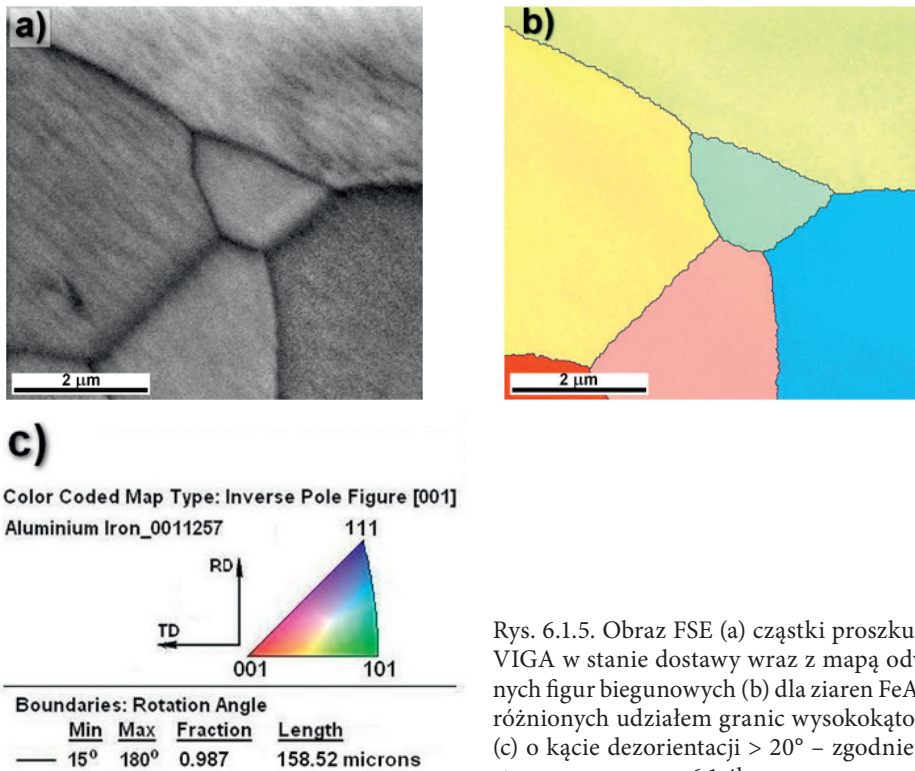 a)
2 μm
b)
2 μm
c)
Color Coded Map Type: Inverse Pole Figure [001]
Aluminium Iron_0011257
111
RD
TD
001 101
Boundaries: Rotation Angle
Min Max Fraction Length
15° 180° 0.987 158.52 microns
Rys. 6.1.5. Obraz FSE (a) cząstki proszku
VIGA w stanie dostawy wraz z mapą
nych figur biegunowych (b) dla ziaren
różnionych udziałem granic
(c) o kącie dezorientacji > 20° – zgodnie